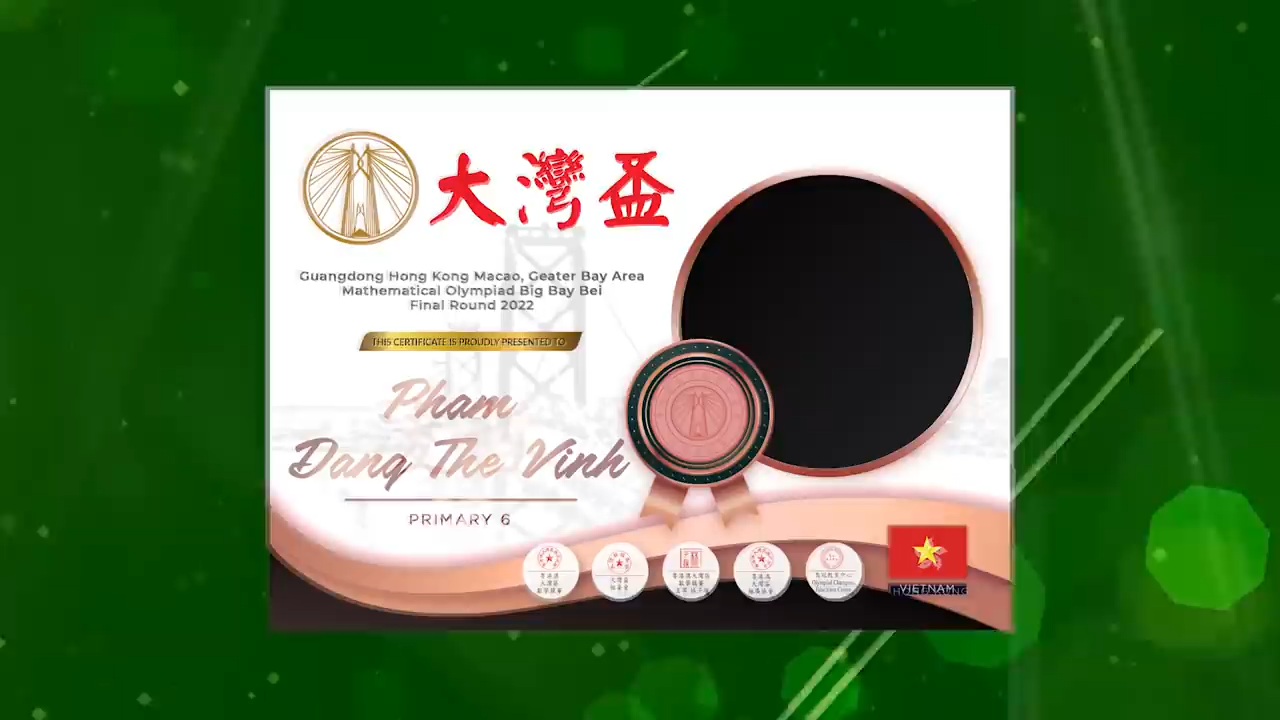 大灣盃
Guangdong Hong Kong Macao, Geater Bay Area
Mathematical Olympiad Big Bay Bei
Final Round 2022
THIS CERTIFICATE IS PROUDLY PRESENTED TO
Pham
Dang The Vinh
PRIMARY 6
VIETNAM